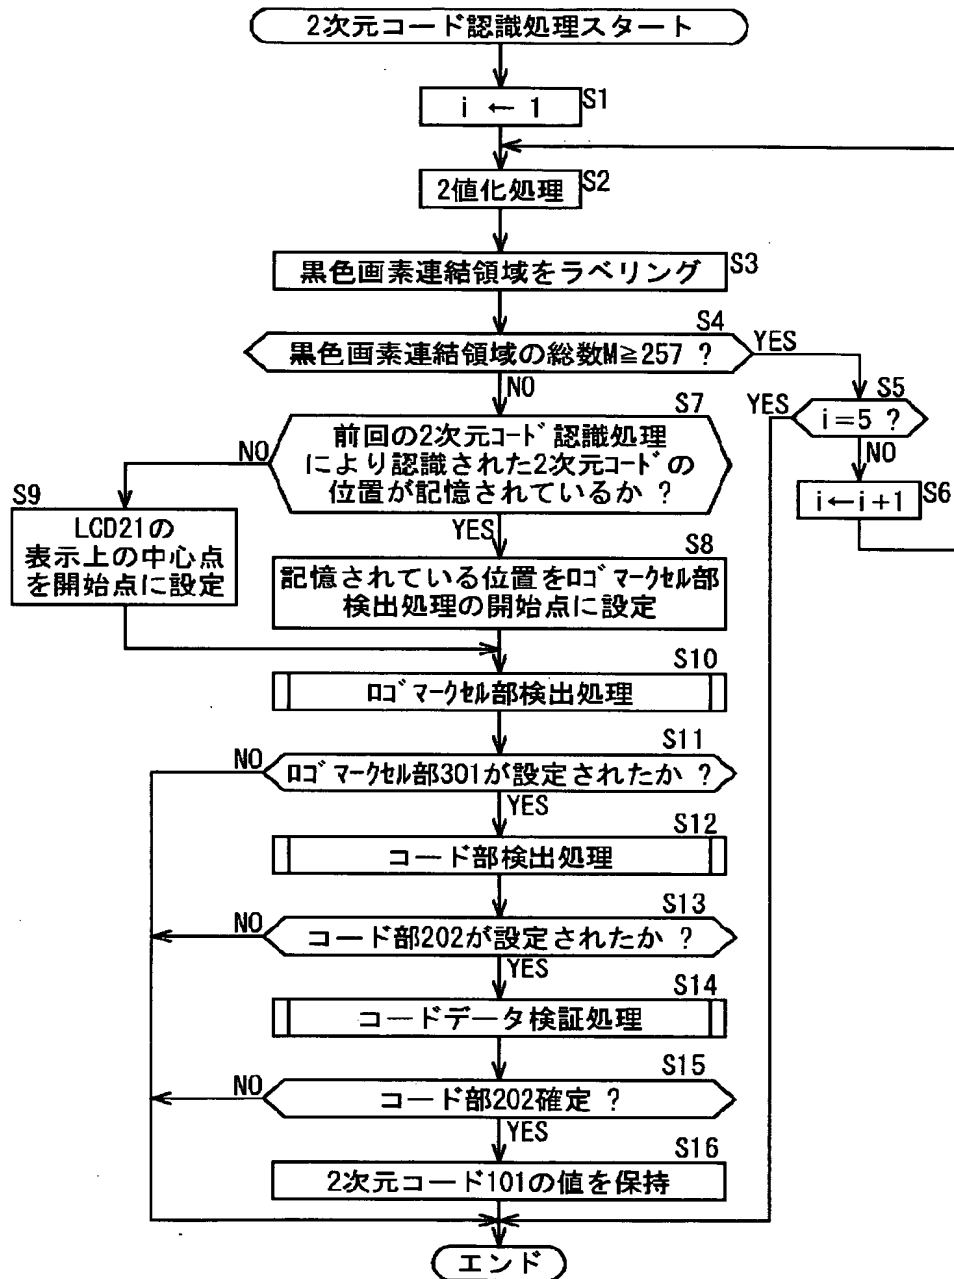 2次元コード認識処理スタート
i ← 1
S1
2値化処理
S2
黒色画素連結領域をラベリング
S3
S4
黒色画素連結領域の総数M≧257 ?
YES
NO
S5
YES
i=5 ?
NO
i←i+1
S6
S7
前回の2次元ｺｰﾄﾞ認識処理
により認識された2次元ｺｰﾄﾞの
位置が記憶されているか ?
NO
YES
S9
LCD21の
表示上の中心点
を開始点に設定
S8
記憶されている位置をﾛｺﾞﾏｰｸｾﾙ部
検出処理の開始点に設定
S10
ﾛｺﾞﾏｰｸｾﾙ部検出処理
S11
NO
ﾛｺﾞﾏｰｸｾﾙ部301が設定されたか ?
YES
S12
コード部検出処理
S13
NO
コード部202が設定されたか ?
YES
S14
コードデータ検証処理
S15
NO
コード部202確定 ?
YES
S16
2次元コード101の値を保持
エンド